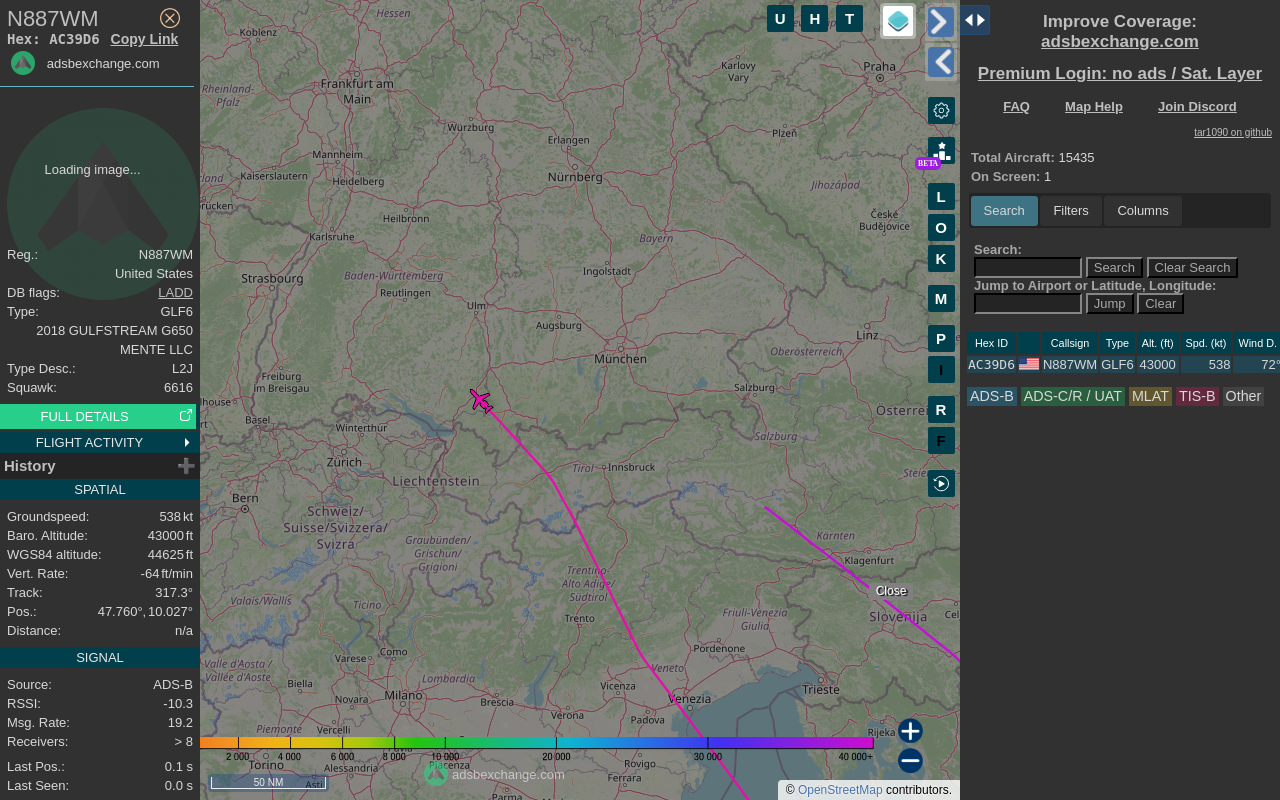 N887WM
Hex: AC39D6 Copy Link
adsbexchange.com
Loading image...
Reg.: N887WM
United States
DB flags: LADD
Type: GLF6
2018 GULFSTREAM G650
MENTE LLC
Type Desc.: L2J
Squawk: 6616
FULL DETAILS
FLIGHT ACTIVITY
History
SPATIAL
Groundspeed: 538 kt
Baro. Altitude: 43000 ft
WGS84 altitude: 44625 ft
Vert. Rate: -64 ft/min
Track: 317.3°
Pos.: 47.760°, 10.027°
Distance: n/a
SIGNAL
Source: ADS-B
RSSI: -10.3
Msg. Rate: 19.2
Receivers: > 8
Last Pos.: 0.1 s
Last Seen: 0.0 s
U H T
L
O
K
M
P
I
R
F
BETA
Hessen
Koblenz
Frankfurt am
Main
Rheinland-
Pfalz
Karlovy
Vary
Praha
Würzburg
Erlangen
Plzeň
Mannheim
Kaiserslautern
Heidelberg
Nürnberg
Jihozápad
Saarbrücken
Heilbronn
České
Budějovice
Karlsruhe
Bayern
Strasbourg
Baden-Württemberg
Ingolstadt
Reutlingen
Ulm
Augsburg
Linz
München
Oberösterreich
Freiburg
im Breisgau
Salzburg
Basel
Österreich
Winterthur
Salzburg
Zürich
Tirol
Innsbruck
Liechtenstein
Bern
Schweiz/
Suisse/Svizzera/
Svizra
Graubünden/
Grischun/
Grigioni
Kärnten
Klagenfurt
Trentino-
Alto Adige/
Südtirol
Close
Valais/Wallis
Ticino
Trento
Friuli-Venezia
Giulia
Slovenija
Pordenone
Varese
Como
Valle d'Aosta /
Vallée d'Aoste
Veneto
Biella
Lombardia
Vicenza
Trieste
Novara
Milano
Brescia
Venezia
Verona
Padova
Piemonte
Vercelli
Rijeka
2 000 4 000 6 000 8 000 10 000 20 000 30 000 40 000+
Torino
Alessandria
Piacenza
Rovigo
Ferrara
Asti
Parma
adsbexchange.com
50 NM
© OpenStreetMap contributors.
Improve Coverage:
adsbexchange.com
Premium Login: no ads / Sat. Layer
FAQ Map Help Join Discord
tar1090 on github
Total Aircraft: 15435
On Screen: 1
Search Filters Columns
Search:
Search Clear Search
Jump to Airport or Latitude, Longitude:
Jump Clear
Hex ID Callsign Type Alt. (ft) Spd. (kt) Wind D.
AC39D6 N887WM GLF6 43000 538 72°
ADS-B ADS-C/R / UAT MLAT TIS-B Other